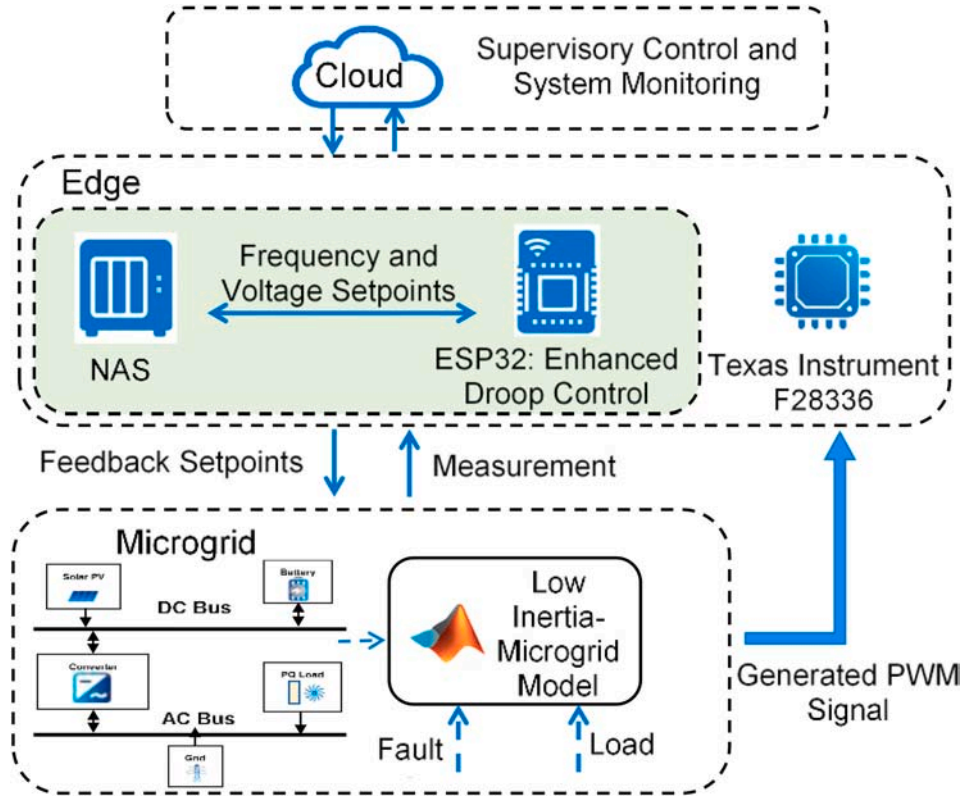 Cloud
Supervisory Control and
System Monitoring
Edge
Frequency and
Voltage Setpoints
NAS
ESP32: Enhanced
Droop Control
Texas Instrument
F28336
Feedback Setpoints
Measurement
Microgrid
Solar PV
Battery
DC Bus
Converter
PQ Load
AC Bus
Grid
Low
Inertia-
Microgrid
Model
Fault
Load
Generated PWM
Signal